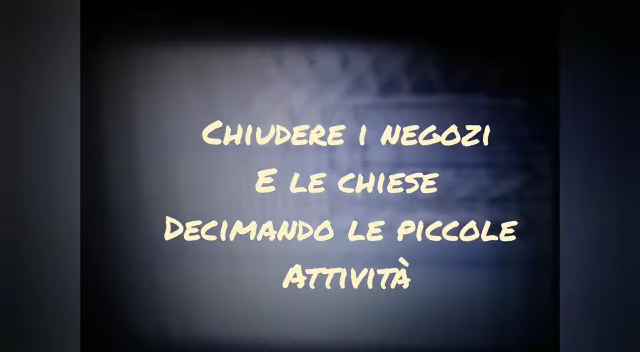 Chiudere i negozi
E le chiese
Decimando le piccole
Attività